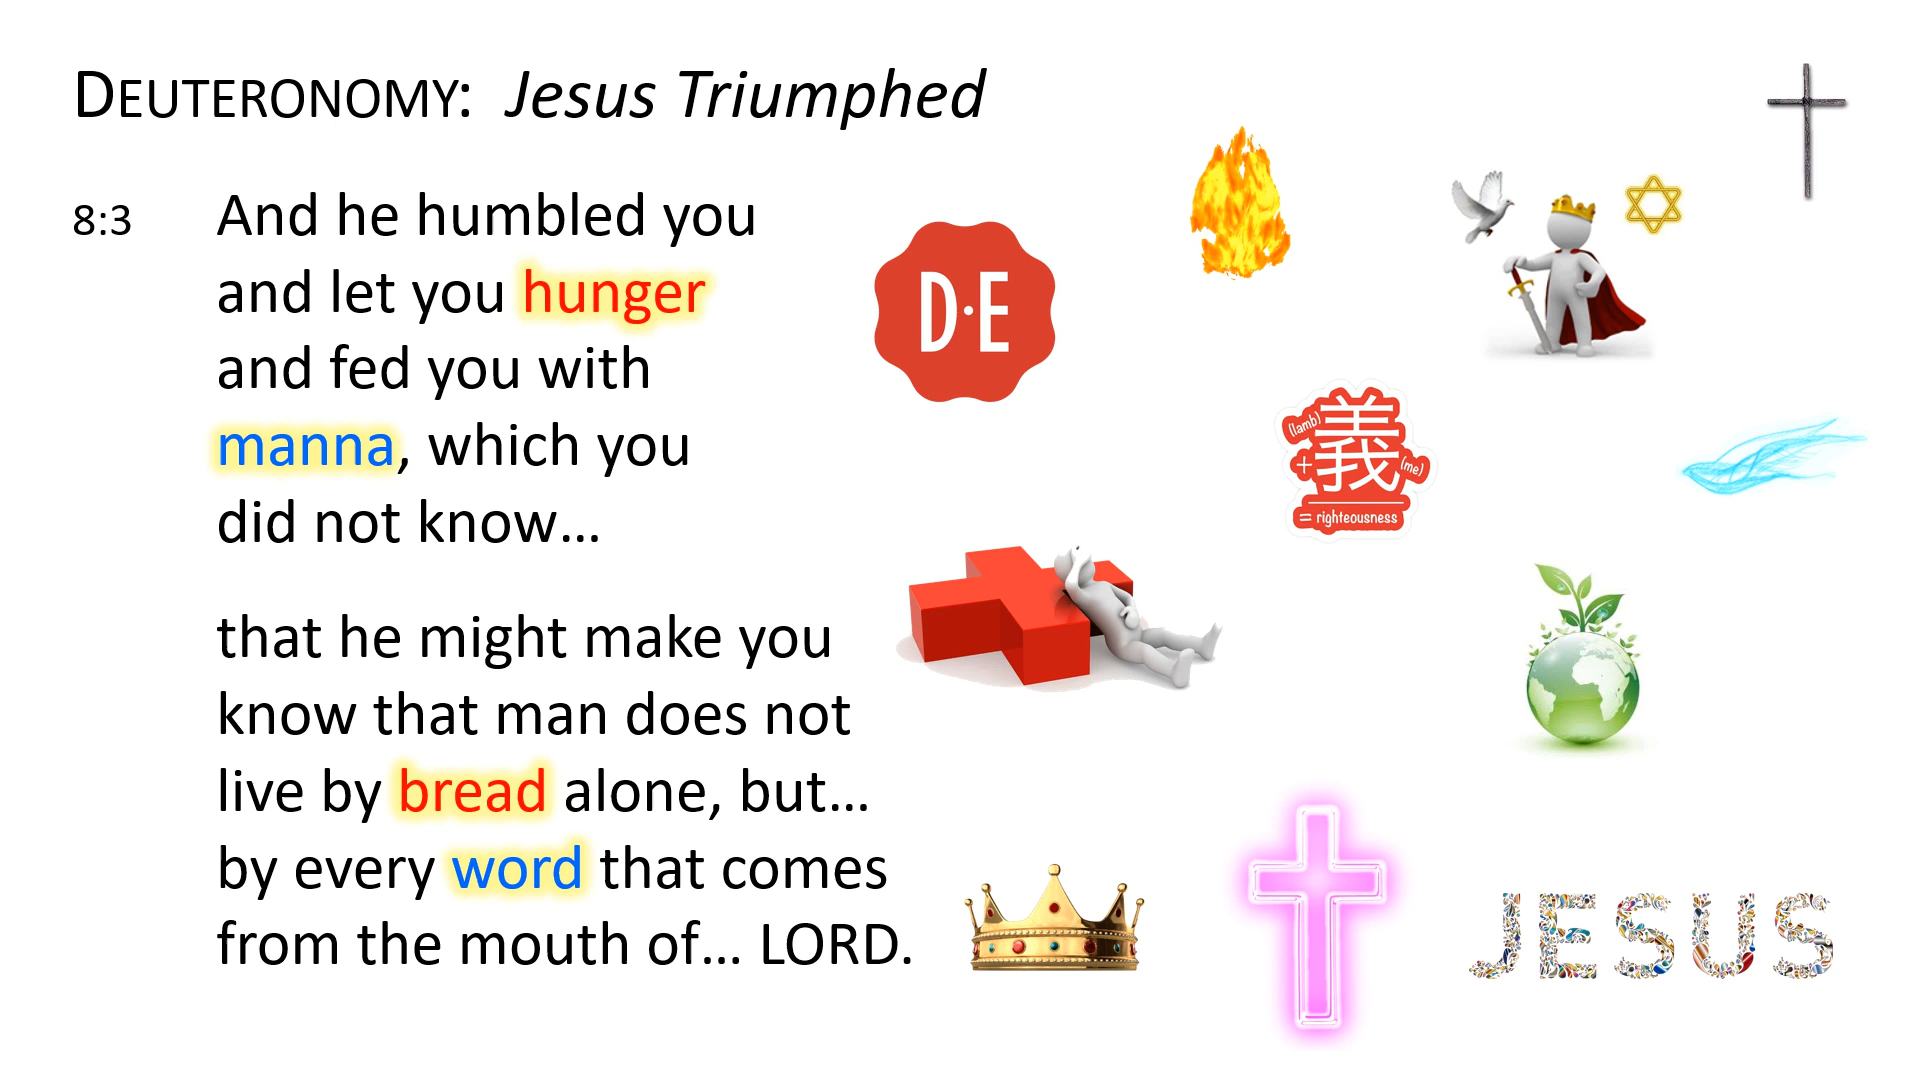 DEUTERONOMY: Jesus Triumphed
8:3 And he humbled you
and let you hunger
and fed you with
manna, which you
did not know…
that he might make you
know that man does not
live by bread alone, but…
by every word that comes
from the mouth of… LORD.
D·E
(lamb)
義
+
(me)
= righteousness
JESUS